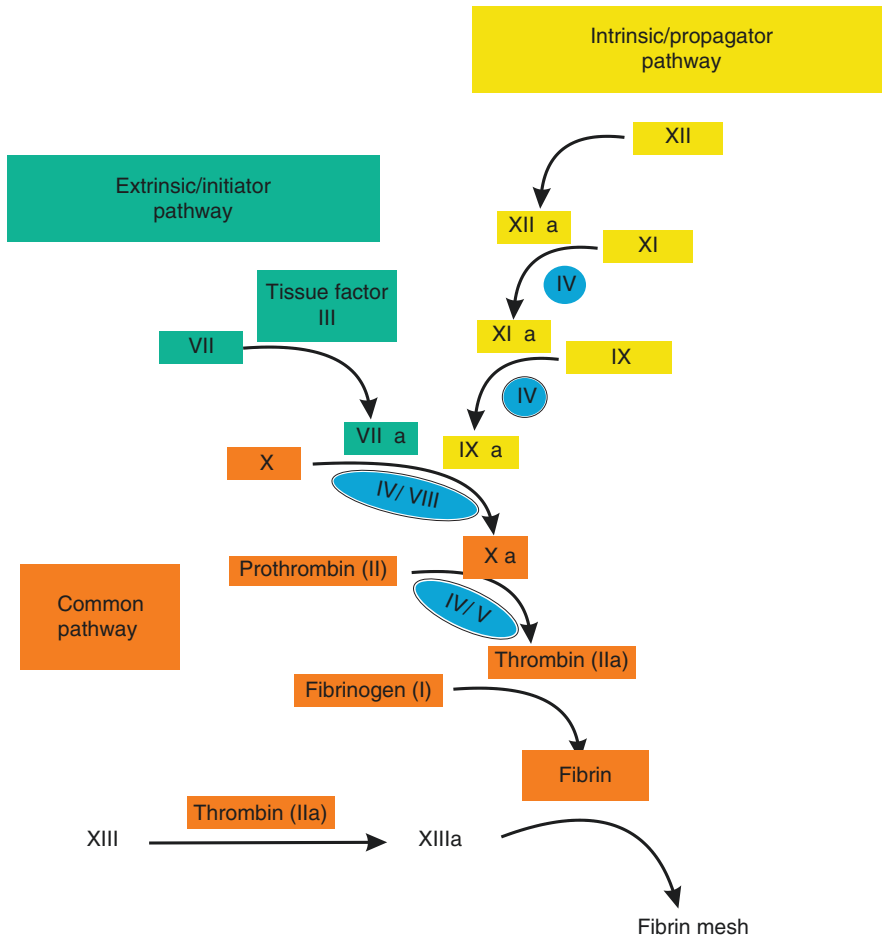 Intrinsic/propagator
pathway
XII
Extrinsic/initiator
pathway
XII a
XI
IV
Tissue factor
III
XI a
VII
IX
IV
VII a
IX a
X
IV/ VIII
X a
Prothrombin (II)
IV/ V
Common
pathway
Thrombin (IIa)
Fibrinogen (I)
Fibrin
Thrombin (IIa)
XIII
XIIIa
Fibrin mesh